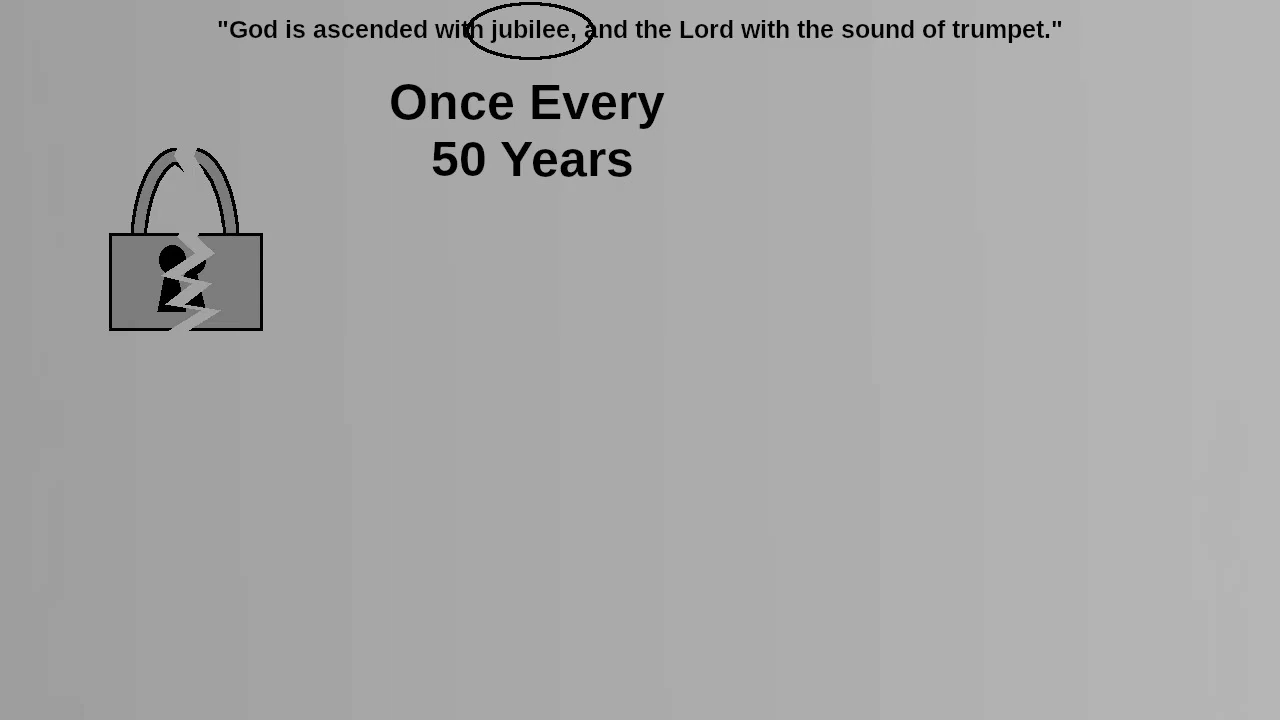 "God is ascended with jubilee, and the Lord with the sound of trumpet."
Once Every
50 Years